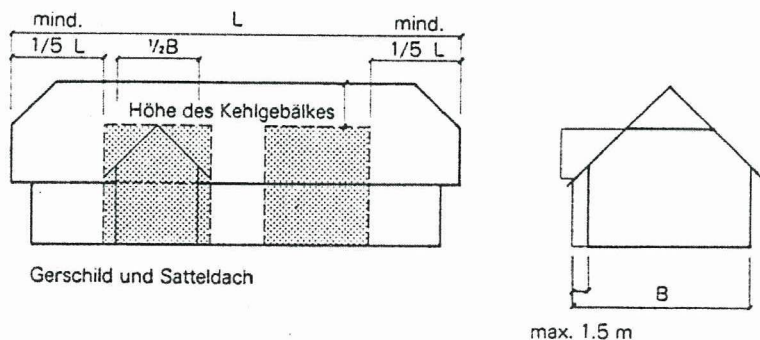 mind. L mind.
1/5 L ½B 1/5 L
Höhe des Kehlgebälkes
Gerschild und Satteldach
B
max. 1.5 m